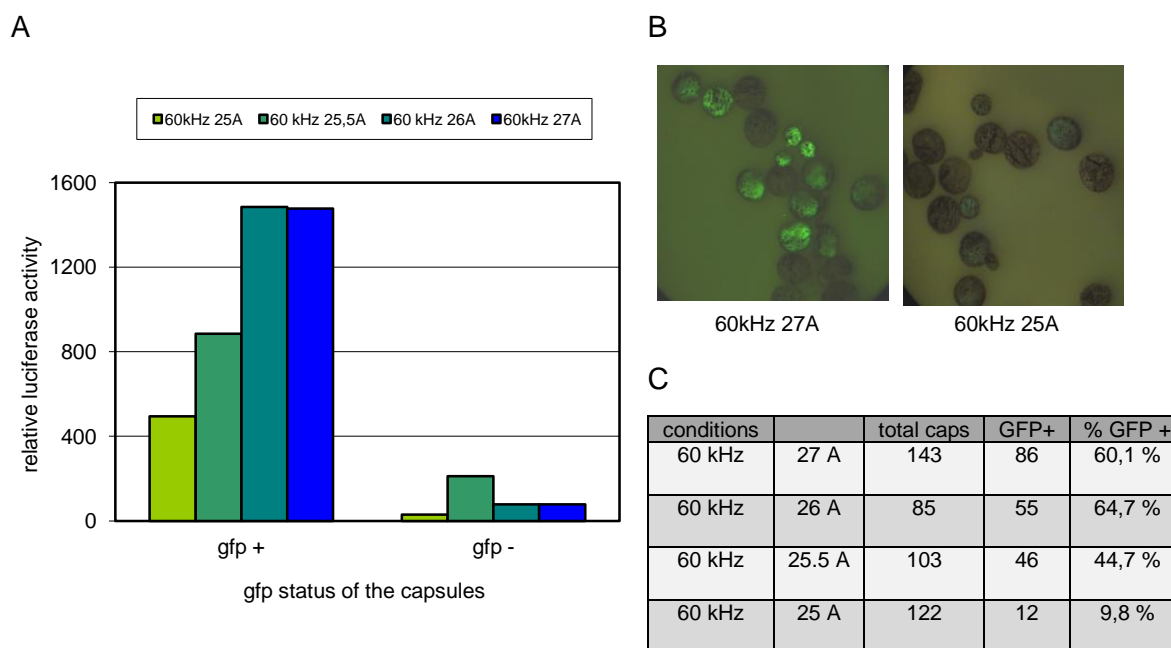 A
60kHz 25A 60 kHz 25,5A 60 kHz 26A 60kHz 27A
1600
1200
800
400
0
relative luciferase activity
gfp + gfp -
gfp status of the capsules
B
60kHz 27A 60kHz 25A
C
conditions total caps GFP+ % GFP +
60 kHz 27 A 143 86 60,1 %
60 kHz 26 A 85 55 64,7 %
60 kHz 25.5 A 103 46 44,7 %
60 kHz 25 A 122 12 9,8 %